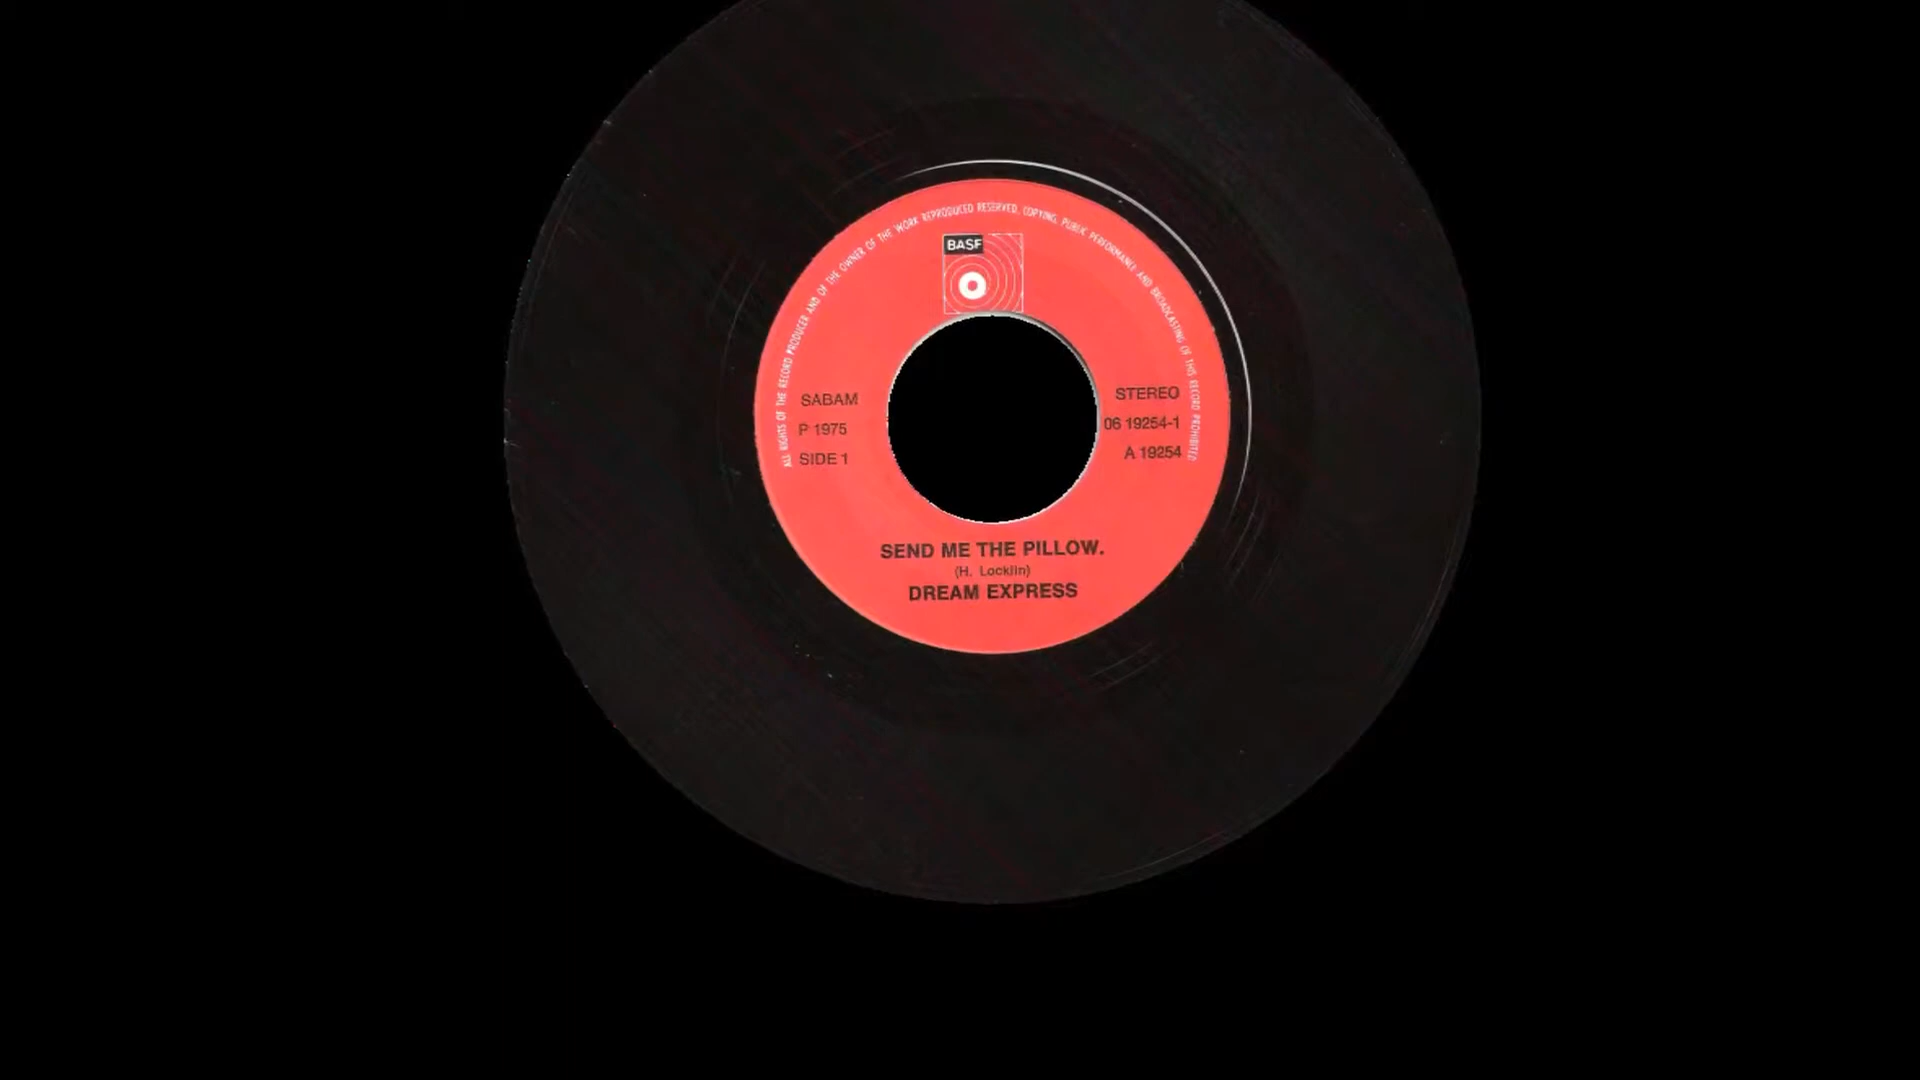 ALL RIGHTS OF THE RECORD PRODUCER AND OF THE OWNER OF THE WORK REPRODUCED RESERVED. COPYING, PUBLIC PERFORMANCE AND BROADCASTING OF THIS RECORD PROHIBITED
BASF
SABAM
P 1975
SIDE 1
STEREO
06 19254-1
A 19254
SEND ME THE PILLOW.
(H. Locklin)
DREAM EXPRESS